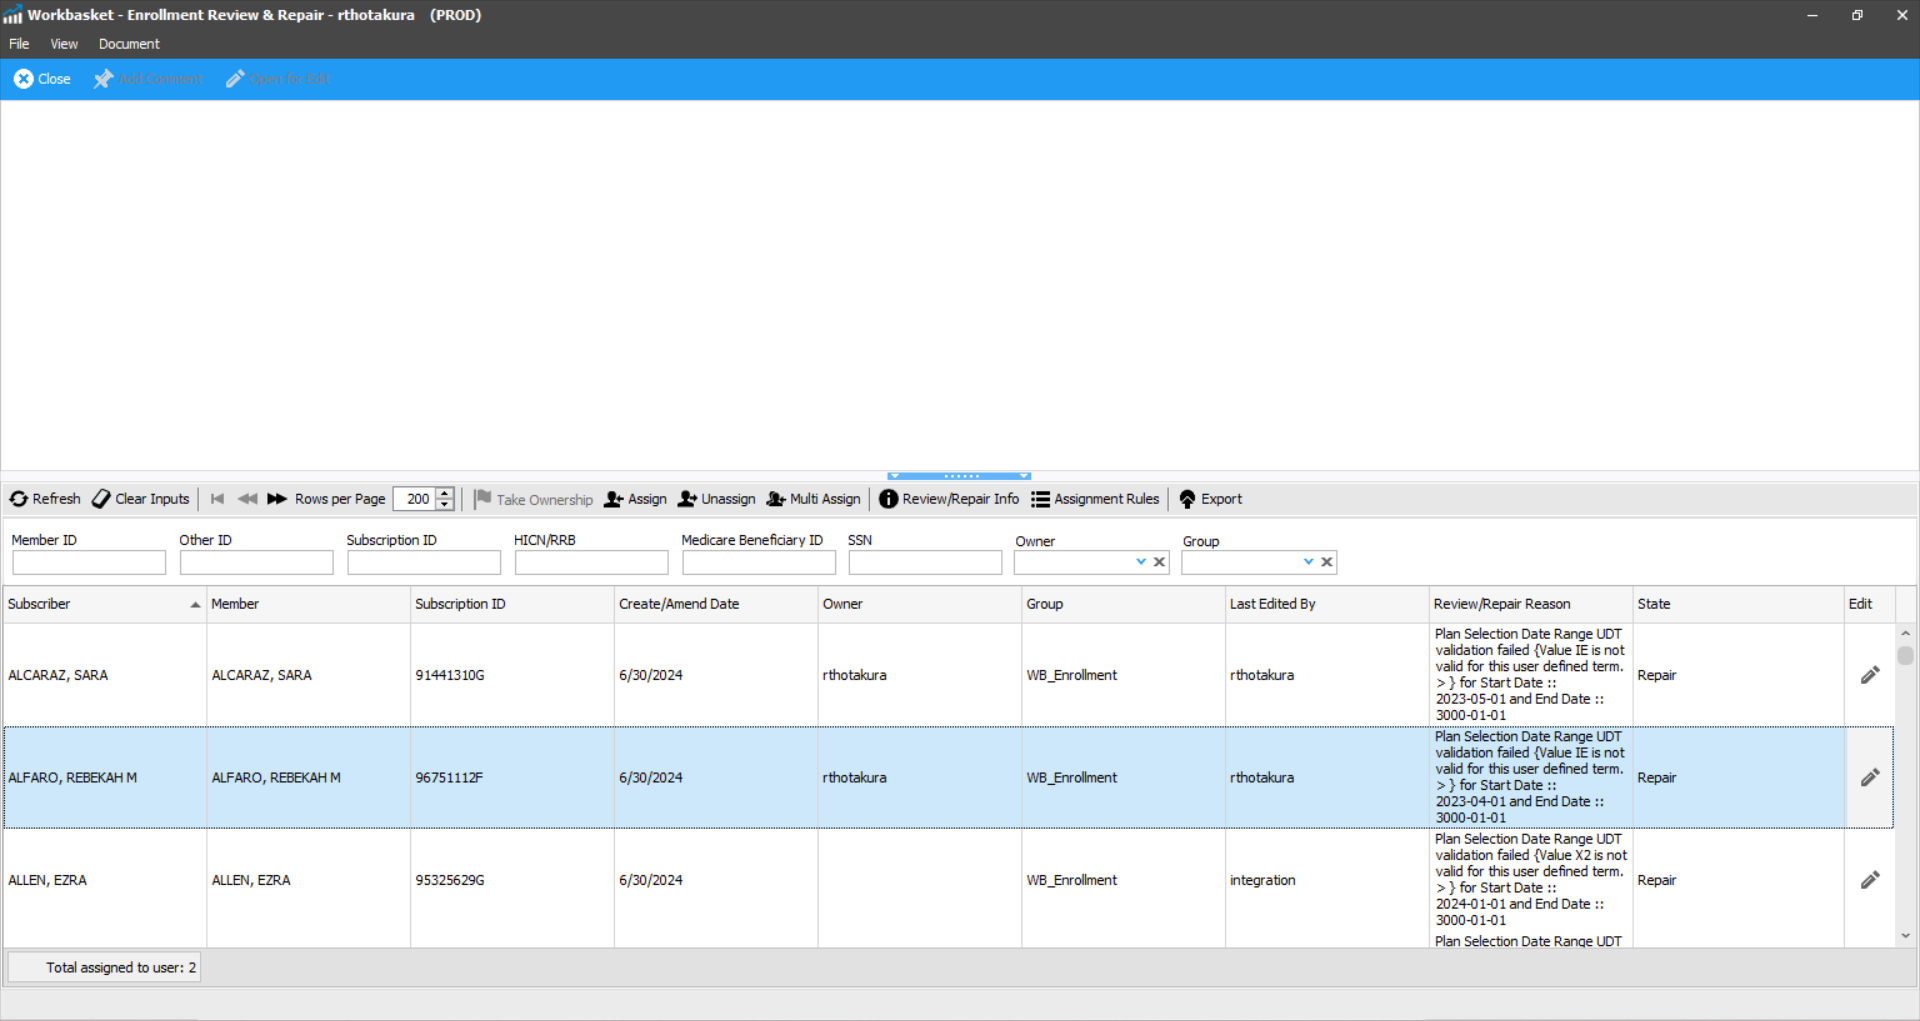 Workbasket - Enrollment Review & Repair - rthotakura (PROD)
File View Document
Close Add Comment Open for Edit
Refresh Clear Inputs Rows per Page 200 Take Ownership Assign Unassign Multi Assign Review/Repair Info Assignment Rules Export
Member ID Other ID Subscription ID HICN/RRB Medicare Beneficiary ID SSN Owner Group
Subscriber Member Subscription ID Create/Amend Date Owner Group Last Edited By Review/Repair Reason State Edit
Plan Selection Date Range UDT
validation failed {Value IE is not
valid for this user defined term.
ALCARAZ, SARA ALCARAZ, SARA 91441310G 6/30/2024 rthotakura WB_Enrollment rthotakura > } for Start Date :: Repair
2023-05-01 and End Date ::
3000-01-01
Plan Selection Date Range UDT
validation failed {Value IE is not
valid for this user defined term.
ALFARO, REBEKAH M ALFARO, REBEKAH M 96751112F 6/30/2024 rthotakura WB_Enrollment rthotakura > } for Start Date :: Repair
2023-04-01 and End Date ::
3000-01-01
Plan Selection Date Range UDT
validation failed {Value X2 is not
valid for this user defined term.
ALLEN, EZRA ALLEN, EZRA 95325629G 6/30/2024 WB_Enrollment integration > } for Start Date :: Repair
2024-01-01 and End Date ::
3000-01-01
Plan Selection Date Range UDT
Total assigned to user: 2